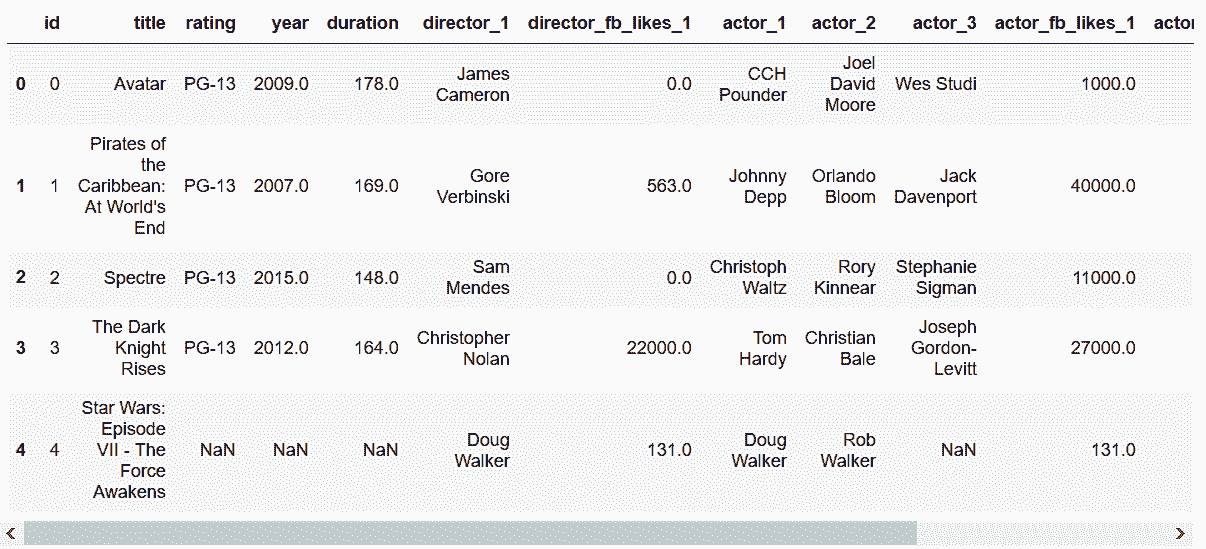 id title rating year duration director_1 director_fb_likes_1 actor_1 actor_2 actor_3 actor_fb_likes_1 actor
0 0 Avatar PG-13 2009.0 178.0 James Cameron 0.0 CCH Pounder Joel David Moore Wes Studi 1000.0
1 1 Pirates of the Caribbean: At World's End PG-13 2007.0 169.0 Gore Verbinski 563.0 Johnny Depp Orlando Bloom Jack Davenport 40000.0
2 2 Spectre PG-13 2015.0 148.0 Sam Mendes 0.0 Christoph Waltz Rory Kinnear Stephanie Sigman 11000.0
3 3 The Dark Knight Rises PG-13 2012.0 164.0 Christopher Nolan 22000.0 Tom Hardy Christian Bale Joseph Gordon-Levitt 27000.0
4 4 Star Wars: Episode VII - The Force Awakens NaN NaN NaN Doug Walker 131.0 Doug Walker Rob Walker NaN 131.0